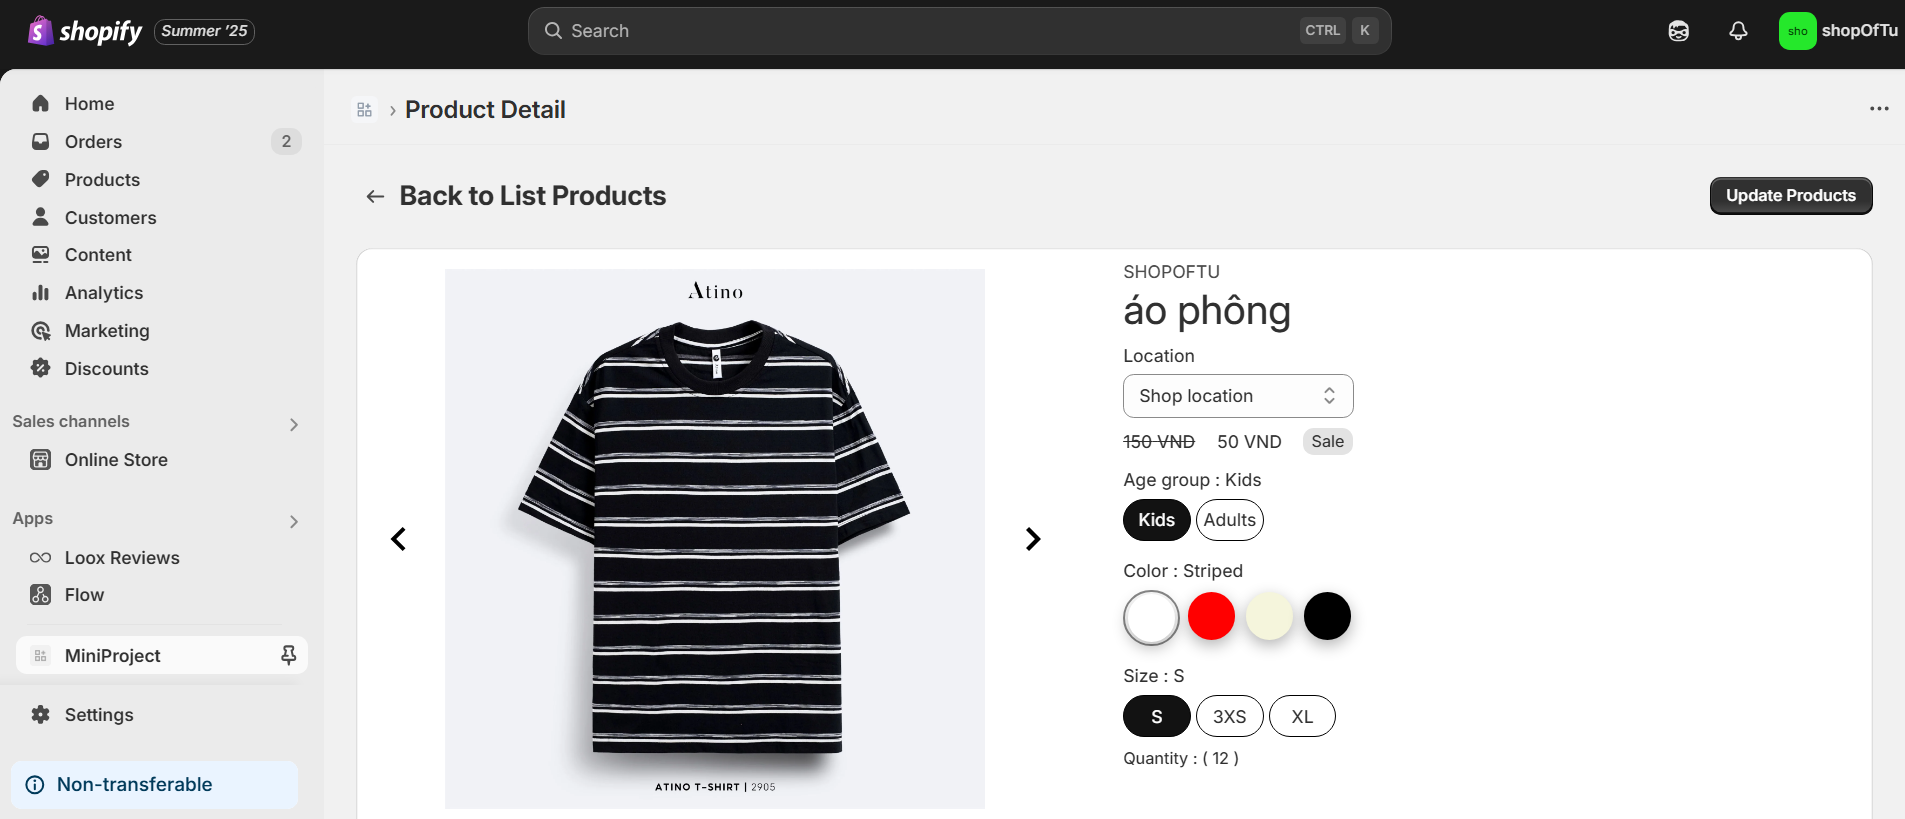 shopify
Summer '25
Search
CTRL K
sho
shopOfTu
Home
Orders
2
Products
Customers
Content
Analytics
Marketing
Discounts
Sales channels
Online Store
Apps
Loox Reviews
Flow
MiniProject
Settings
Non-transferable
Product Detail
Back to List Products
Update Products
Atino
ATINO T-SHIRT | 2905
SHOPOFTU
áo phông
Location
Shop location
150 VND 50 VND Sale
Age group : Kids
Kids Adults
Color : Striped
Size : S
S 3XS XL
Quantity : ( 12 )